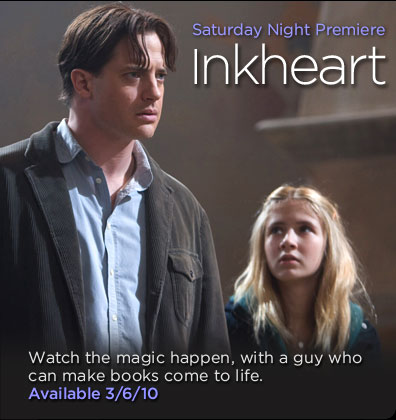 Saturday Night Premiere
Inkheart
Watch the magic happen, with a guy who
can make books come to life.
Available 3/6/10